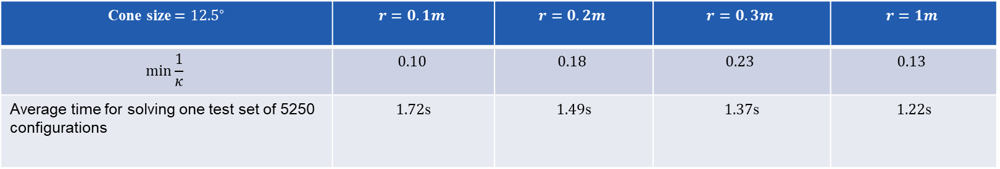 Cone size = 12.5° r = 0.1m r = 0.2m r = 0.3m r = 1m
min 1/κ 0.10 0.18 0.23 0.13
Average time for solving one test set of 5250 1.72s 1.49s 1.37s 1.22s
configurations